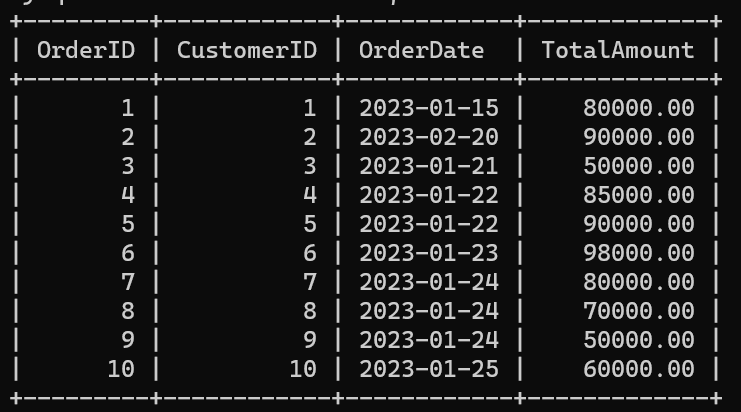 +---------+------------+------------+-------------+
| OrderID | CustomerID | OrderDate  | TotalAmount |
+---------+------------+------------+-------------+
|       1 |          1 | 2023-01-15 |    80000.00 |
|       2 |          2 | 2023-02-20 |    90000.00 |
|       3 |          3 | 2023-01-21 |    50000.00 |
|       4 |          4 | 2023-01-22 |    85000.00 |
|       5 |          5 | 2023-01-22 |    90000.00 |
|       6 |          6 | 2023-01-23 |    98000.00 |
|       7 |          7 | 2023-01-24 |    80000.00 |
|       8 |          8 | 2023-01-24 |    70000.00 |
|       9 |          9 | 2023-01-24 |    50000.00 |
|      10 |         10 | 2023-01-25 |    60000.00 |
+---------+------------+------------+-------------+